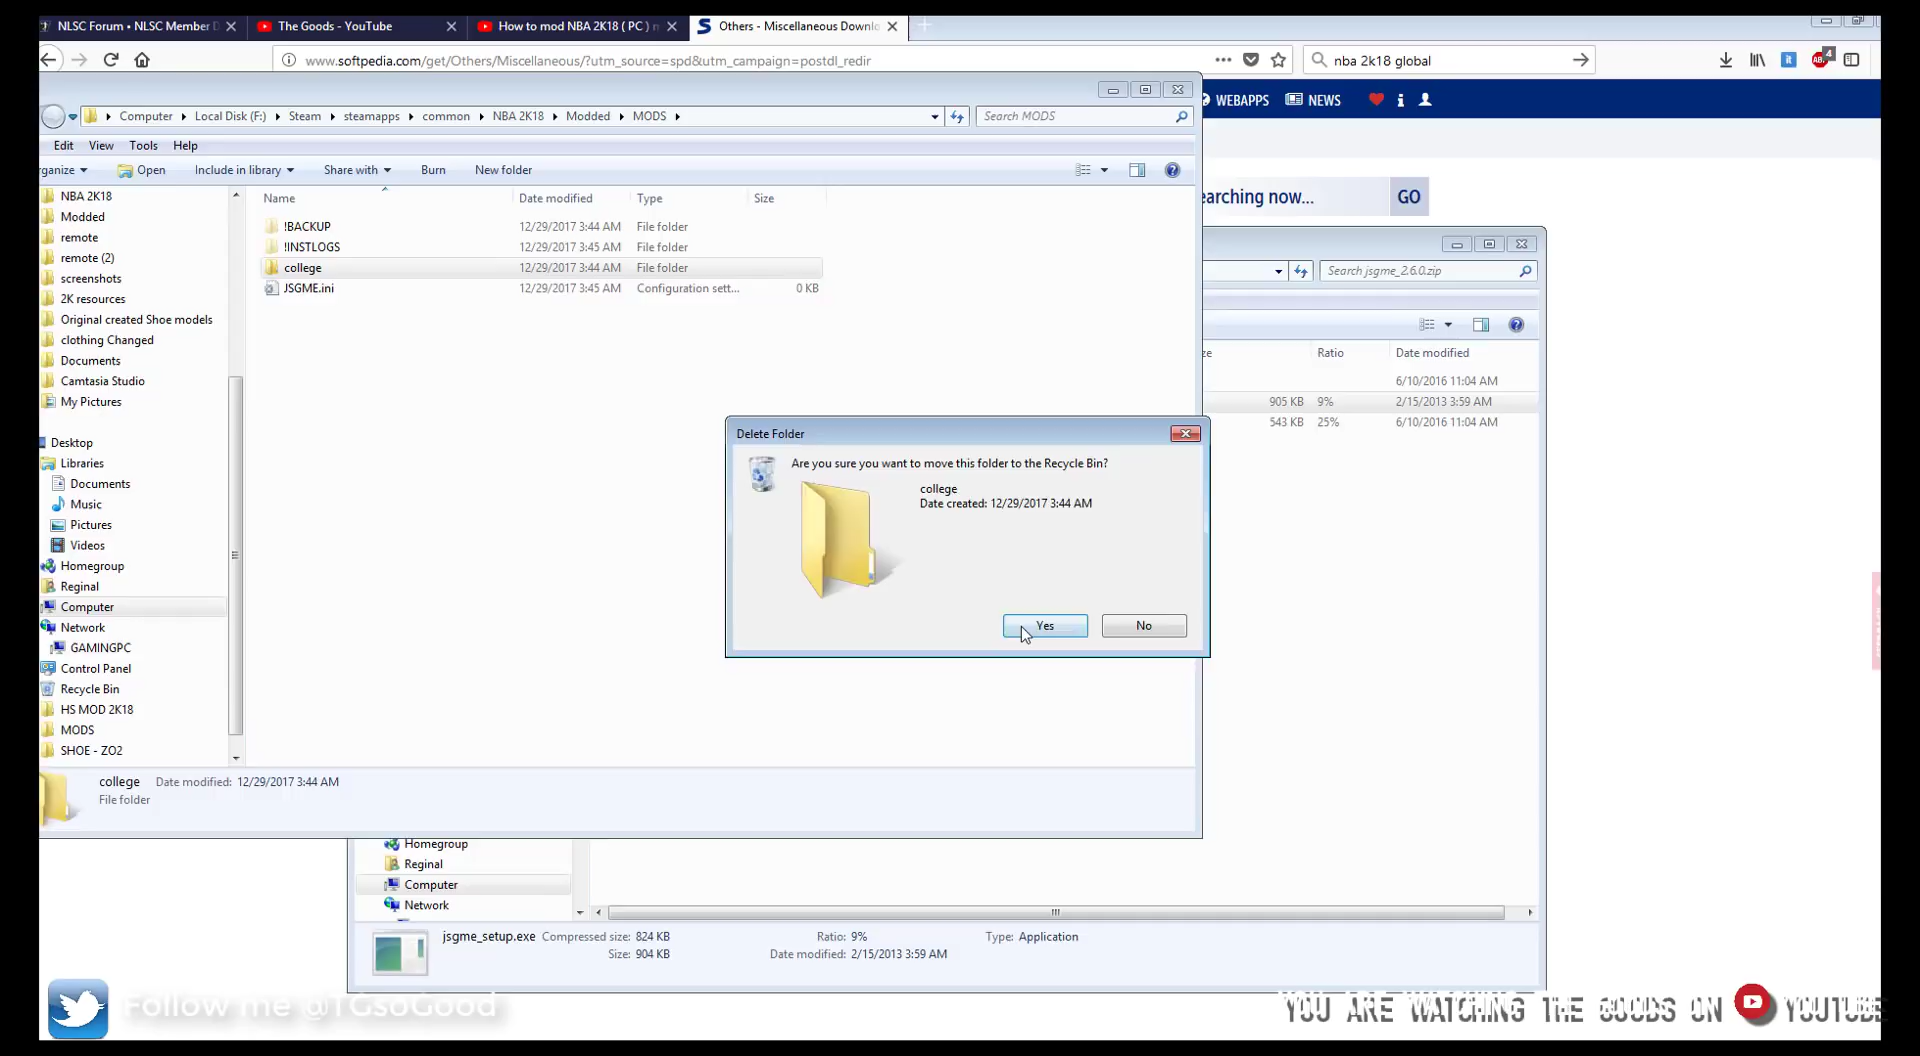 NLSC Forum • NLSC Member D
The Goods - YouTube
How to mod NBA 2K18 ( PC ) n
Others - Miscellaneous Downlo
www.softpedia.com/get/Others/Miscellaneous/?utm_source=spd&utm_campaign=postdl_redir
nba 2k18 global
4
WEBAPPS
NEWS
Computer
Local Disk (F:)
Steam
steamapps
common
NBA 2K18
Modded
MODS
Search MODS
Edit
View
Tools
Help
rganize
Open
Include in library
Share with
Burn
New folder
earching now...
GO
Name
Date modified
Type
Size
!BACKUP
12/29/2017 3:44 AM
File folder
!INSTLOGS
12/29/2017 3:45 AM
File folder
college
12/29/2017 3:44 AM
File folder
JSGME.ini
12/29/2017 3:45 AM
Configuration sett...
0 KB
NBA 2K18
Modded
remote
remote (2)
screenshots
2K resources
Original created Shoe models
clothing Changed
Documents
Camtasia Studio
My Pictures
Desktop
Libraries
Documents
Music
Pictures
Videos
Homegroup
Reginal
Computer
Network
GAMINGPC
Control Panel
Recycle Bin
HS MOD 2K18
MODS
SHOE - ZO2
Search jsgme_2.6.0.zip
ze
Ratio
Date modified
6/10/2016 11:04 AM
905 KB
9%
2/15/2013 3:59 AM
543 KB
25%
6/10/2016 11:04 AM
Delete Folder
Are you sure you want to move this folder to the Recycle Bin?
college
Date created: 12/29/2017 3:44 AM
Yes
No
college
Date modified: 12/29/2017 3:44 AM
File folder
Homegroup
Reginal
Computer
Network
jsgme_setup.exe
Compressed size: 824 KB
Size: 904 KB
Ratio: 9%
Date modified: 2/15/2013 3:59 AM
Type: Application
Follow me @TGsoGood
YOU ARE WATCHING THE GOODS ON
YOUTUBE